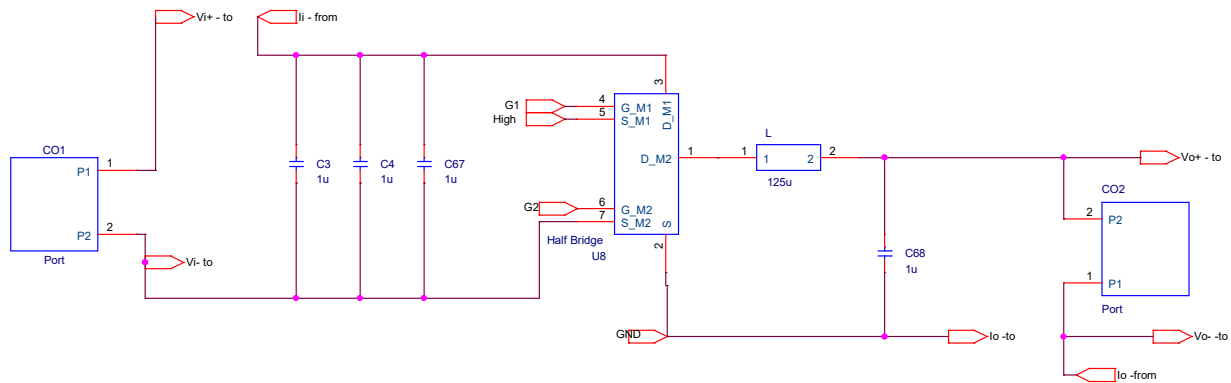 Vi+ - to
Ii - from
CO1
P1
1
P2
2
Port
Vi- to
C3
1u
C4
1u
C67
1u
G1
High
4
5
G_M1
S_M1
3
D_M1
D_M2
1
G2
6
7
G_M2
S_M2
S
2
Half Bridge
U8
L
1
1
2
2
125u
C68
1u
GND
Io -to
Vo+ - to
CO2
2
P2
1
P1
Port
Vo- -to
Io -from